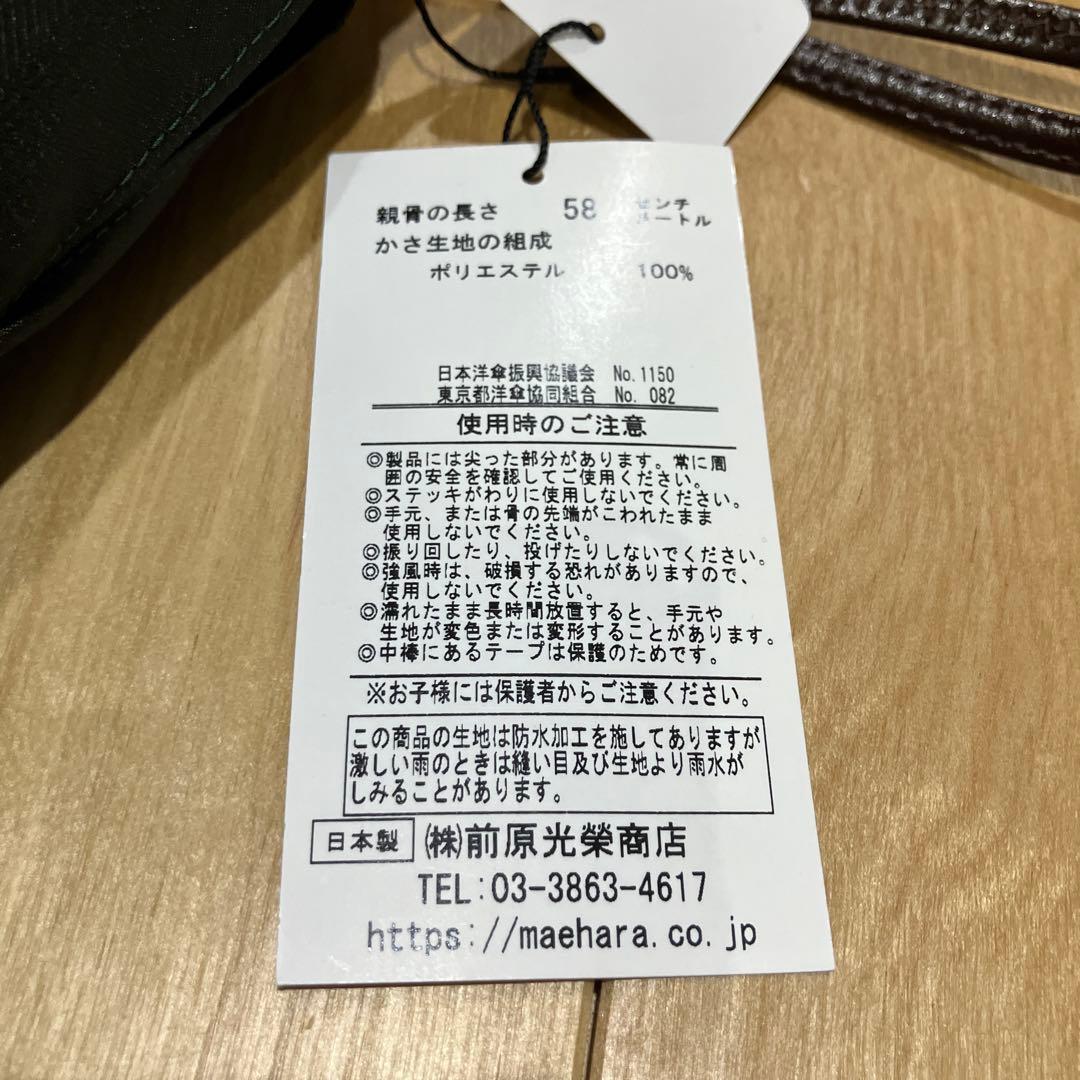 親骨の長さ 58 センチメートル
かさ生地の組成
ポリエステル 100%
日本洋傘振興協議会 No.1150
東京都洋傘協同組合 No. 082
使用時のご注意
◎製品には尖った部分があります。常に周
囲の安全を確認してご使用ください。
◎ステッキがわりに使用しないでください。
◎手元、または骨の先端がこわれたまま
使用しないでください。
◎振り回したり、投げたりしないでください。
◎強風時は、破損する恐れがありますので、
使用しないでください。
◎濡れたまま長時間放置すると、手元や
生地が変色または変形することがあります。
◎中棒にあるテープは保護のためです。
※お子様には保護者からご注意ください。
この商品の生地は防水加工を施してありますが
激しい雨のときは縫い目及び生地より雨水が
しみることがあります。
日本製 ㈱前原光榮商店
TEL:03-3863-4617
https://maehara.co.jp